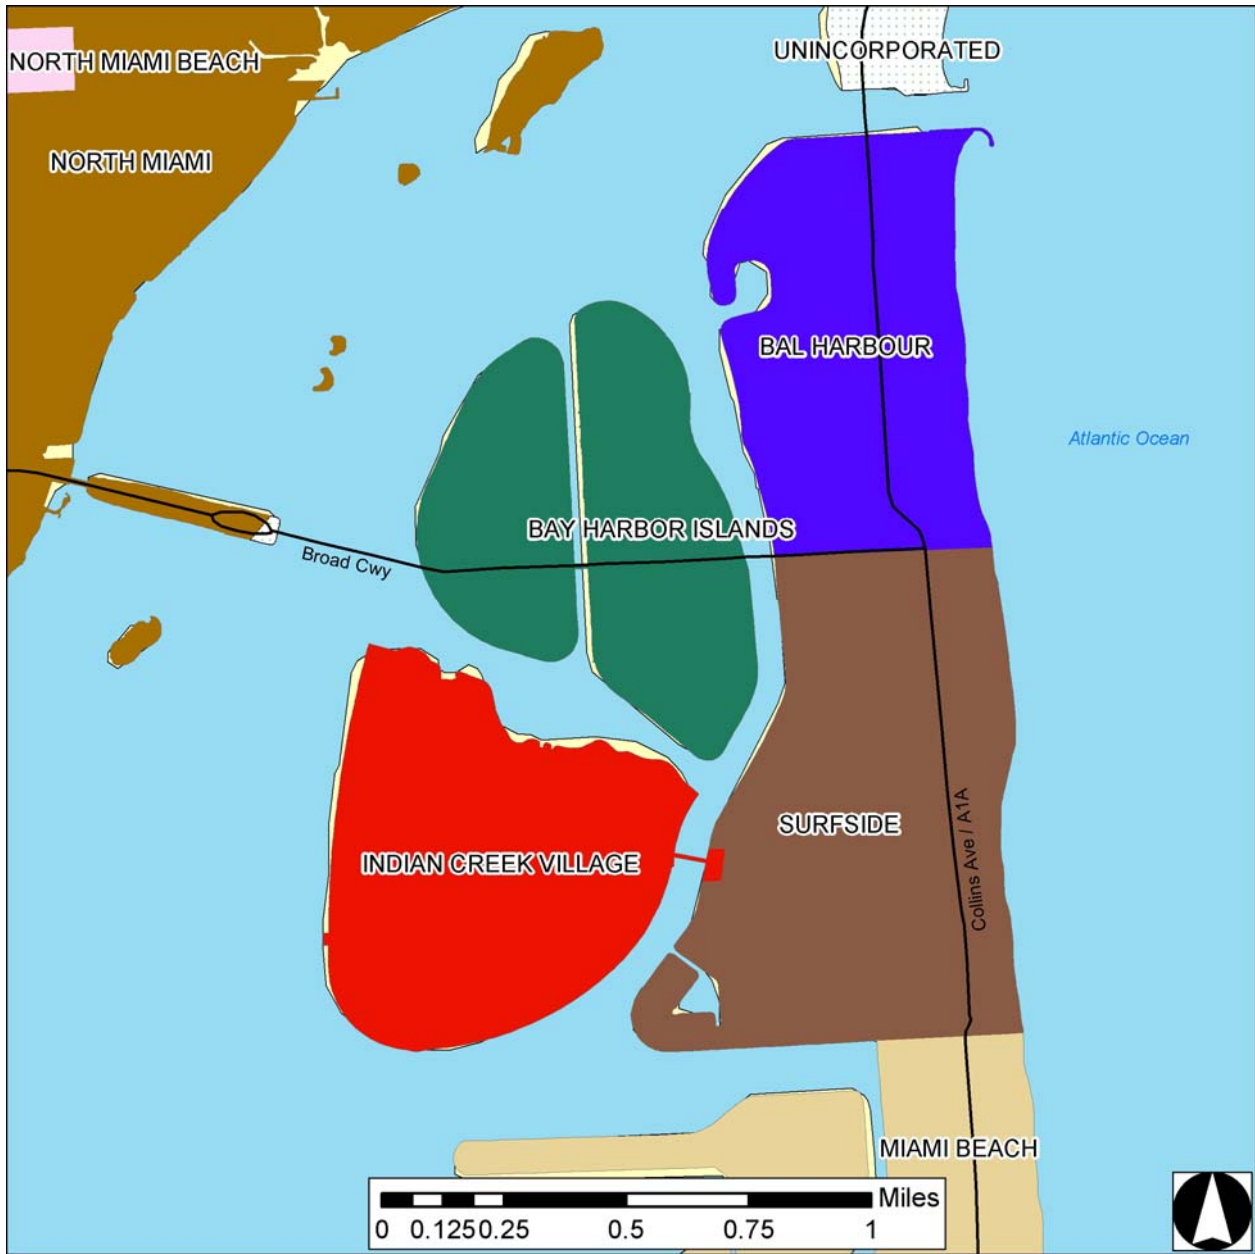 UNINCORPORATED
NORTH MIAMI BEACH
NORTH MIAMI
BAL HARBOUR
Atlantic Ocean
BAY HARBOR ISLANDS
Broad Cwy
Collins Ave / A1A
SURFSIDE
INDIAN CREEK VILLAGE
MIAMI BEACH
Miles
0 0.125 0.25 0.5 0.75 1